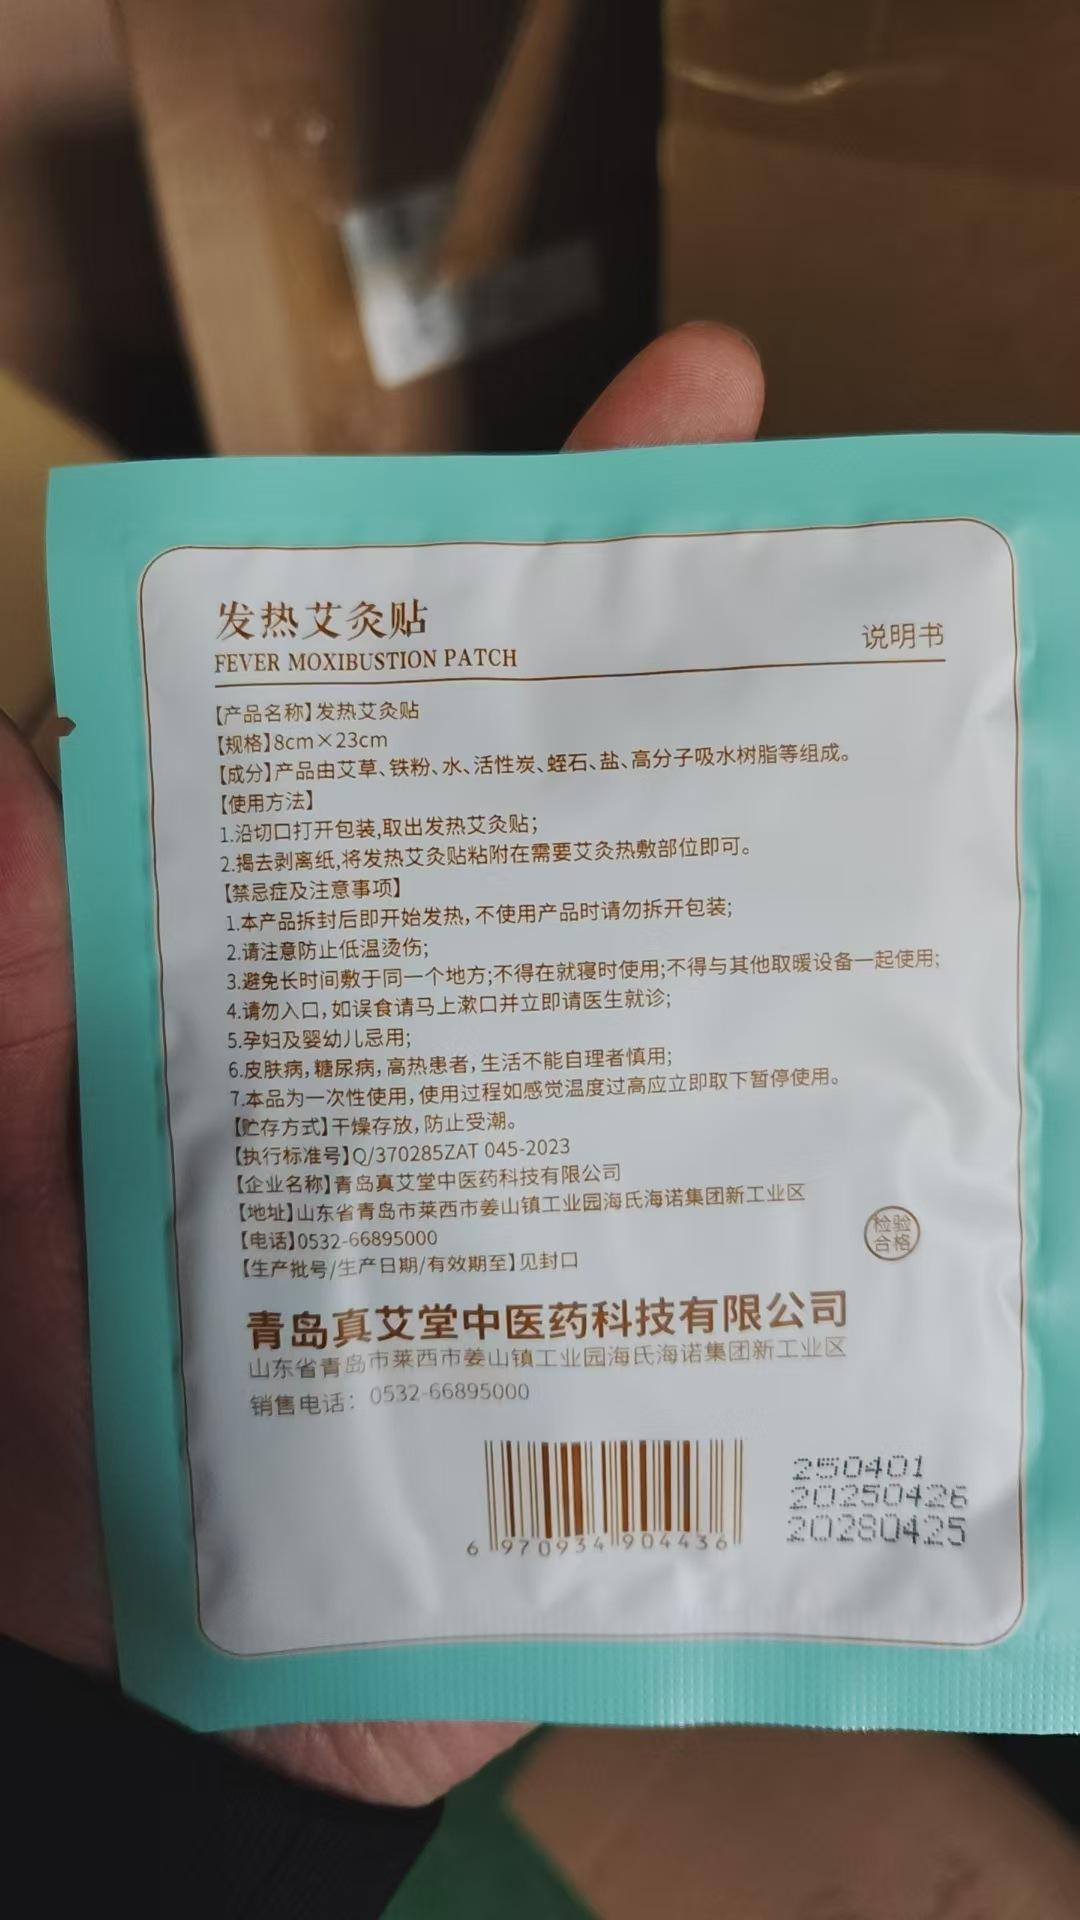 发热艾灸贴
FEVER MOXIBUSTION PATCH
说明书
【产品名称】发热艾灸贴
【规格】8cm×23cm
【成分】产品由艾草、铁粉、水、活性炭、蛭石、盐、高分子吸水树脂等组成。
【使用方法】
1.沿切口打开包装,取出发热艾灸贴;
2.揭去剥离纸,将发热艾灸贴粘附在需要艾灸热敷部位即可。
【禁忌症及注意事项】
1.本产品拆封后即开始发热,不使用产品时请勿拆开包装;
2.请注意防止低温烫伤;
3.避免长时间敷于同一个地方;不得在就寝时使用;不得与其他取暖设备一起使用;
4.请勿入口,如误食请马上漱口并立即请医生就诊;
5.孕妇及婴幼儿忌用;
6.皮肤病,糖尿病,高热患者,生活不能自理者慎用;
7.本品为一次性使用,使用过程如感觉温度过高应立即取下暂停使用。
【贮存方式】干燥存放,防止受潮。
【执行标准号】Q/370285ZAT 045-2023
【企业名称】青岛真艾堂中医药科技有限公司
【地址】山东省青岛市莱西市姜山镇工业园海氏海诺集团新工业区
【电话】0532-66895000
【生产批号/生产日期/有效期至】见封口
检验
合格
青岛真艾堂中医药科技有限公司
山东省青岛市莱西市姜山镇工业园海氏海诺集团新工业区
销售电话：0532-66895000
6 970934 904436
250401
20250426
20280425